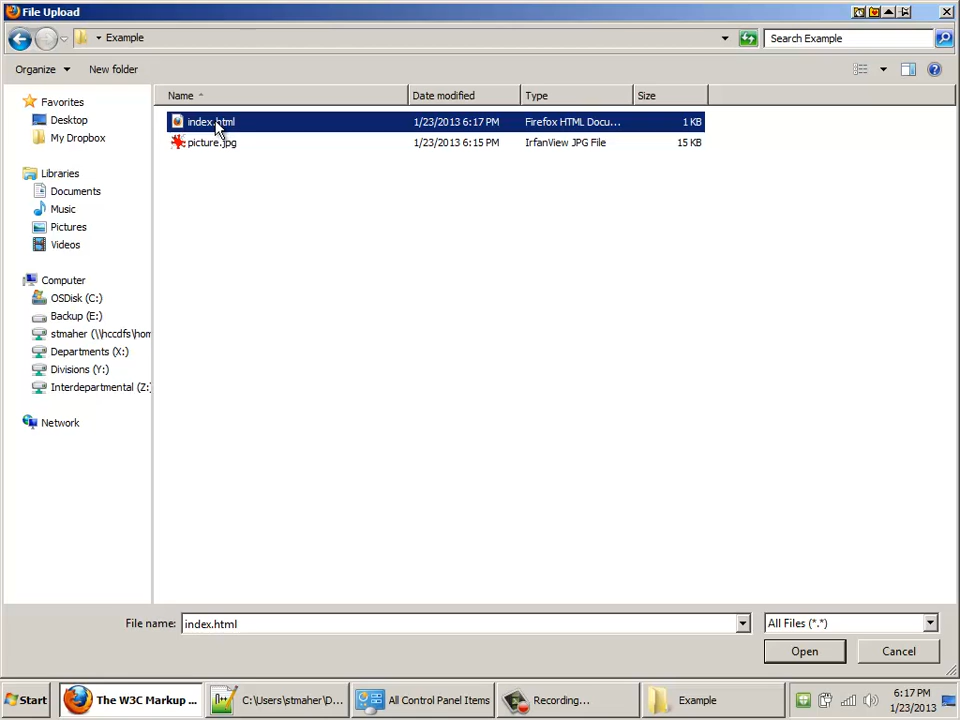 File Upload
Example
Search Example
Organize
New folder
Name
Date modified
Type
Size
index.html
1/23/2013 6:17 PM
Firefox HTML Docu...
1 KB
picture.jpg
1/23/2013 6:15 PM
IrfanView JPG File
15 KB
Favorites
Desktop
My Dropbox
Libraries
Documents
Music
Pictures
Videos
Computer
OSDisk (C:)
Backup (E:)
stmaher (\\hccdfs\hom
Departments (X:)
Divisions (Y:)
Interdepartmental (Z:)
Network
File name:
index.html
All Files (*.*)
Open
Cancel
Start
The W3C Markup ...
C:\Users\stmaher\D...
All Control Panel Items
Recording...
Example
6:17 PM
1/23/2013